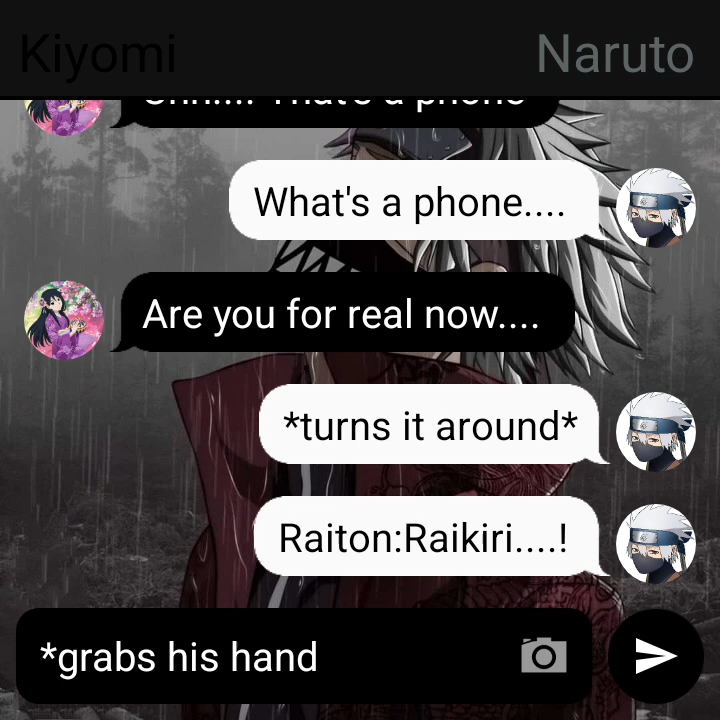 Kiyomi
Naruto
That's a phone
What's a phone....
Are you for real now....
*turns it around*
Raiton:Raikiri....!
*grabs his hand